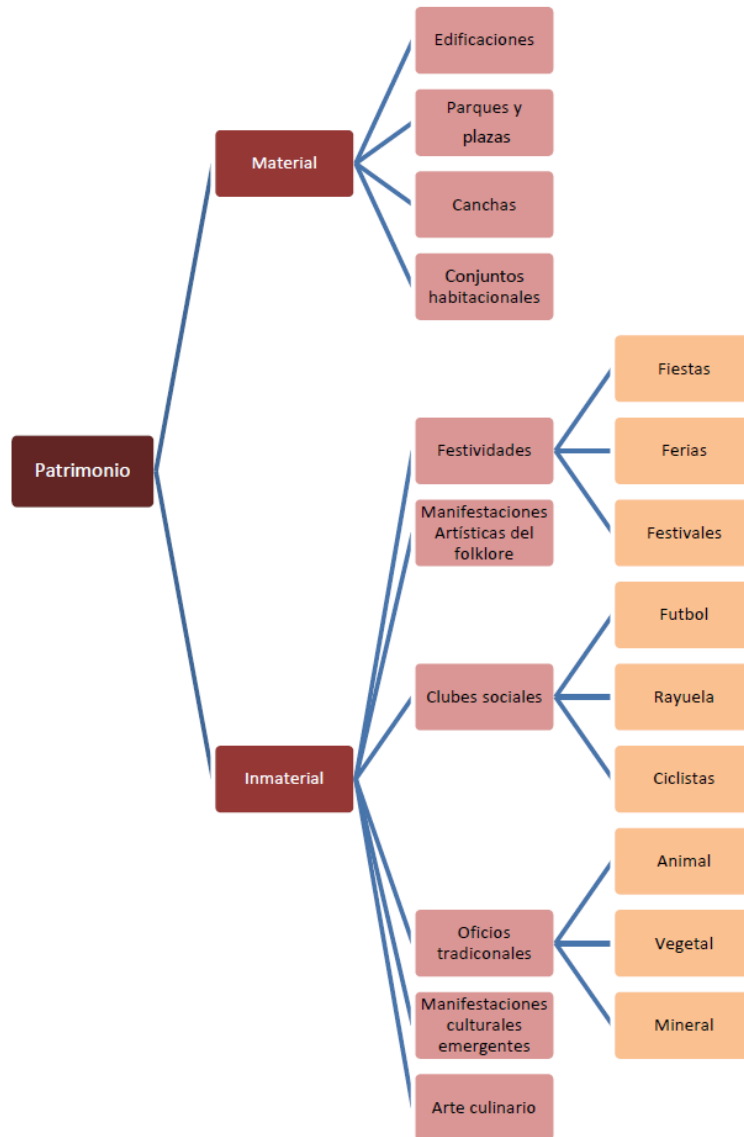 Patrimonio
Material
Edificaciones
Parques y
plazas
Canchas
Conjuntos
habitacionales
Inmaterial
Festividades
Fiestas
Ferias
Festivales
Manifestaciones
Artísticas del
folklore
Clubes sociales
Futbol
Rayuela
Ciclistas
Oficios
tradiconales
Animal
Vegetal
Mineral
Manifestaciones
culturales
emergentes
Arte culinario